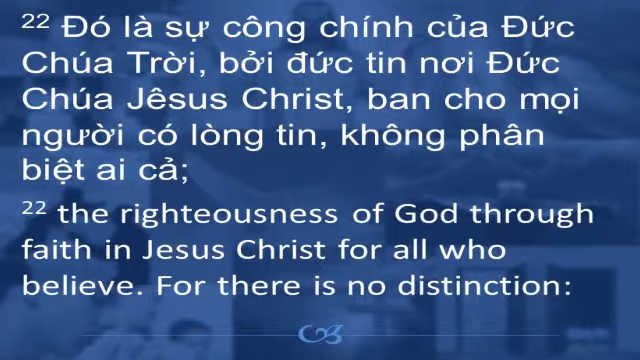 22 Đó là sự công chính của Đức
Chúa Trời, bởi đức tin nơi Đức
Chúa Jêsus Christ, ban cho mọi
người có lòng tin, không phân
biệt ai cả;
22 the righteousness of God through
faith in Jesus Christ for all who
believe. For there is no distinction: